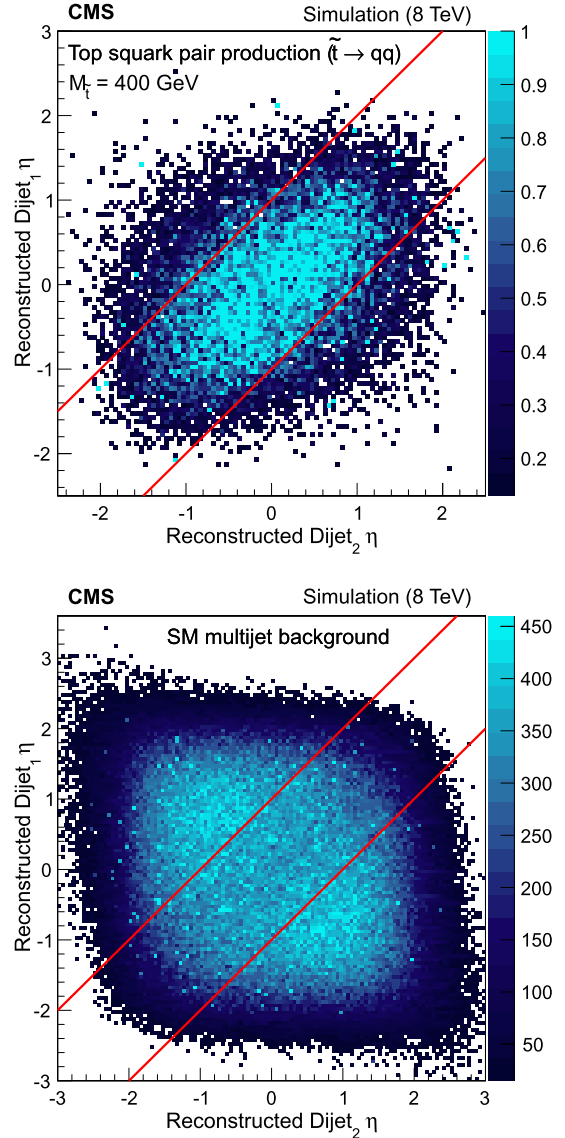 CMS Simulation (8 TeV)
Top squark pair production (t̃ → qq)
M_t̃ = 400 GeV
3
2
1
0
-1
-2
Reconstructed Dijet₁ η
-2 -1 0 1 2
Reconstructed Dijet₂ η
1
0.9
0.8
0.7
0.6
0.5
0.4
0.3
0.2
CMS Simulation (8 TeV)
SM multijet background
3
2
1
0
-1
-2
-3
Reconstructed Dijet₁ η
-3 -2 -1 0 1 2 3
Reconstructed Dijet₂ η
450
400
350
300
250
200
150
100
50